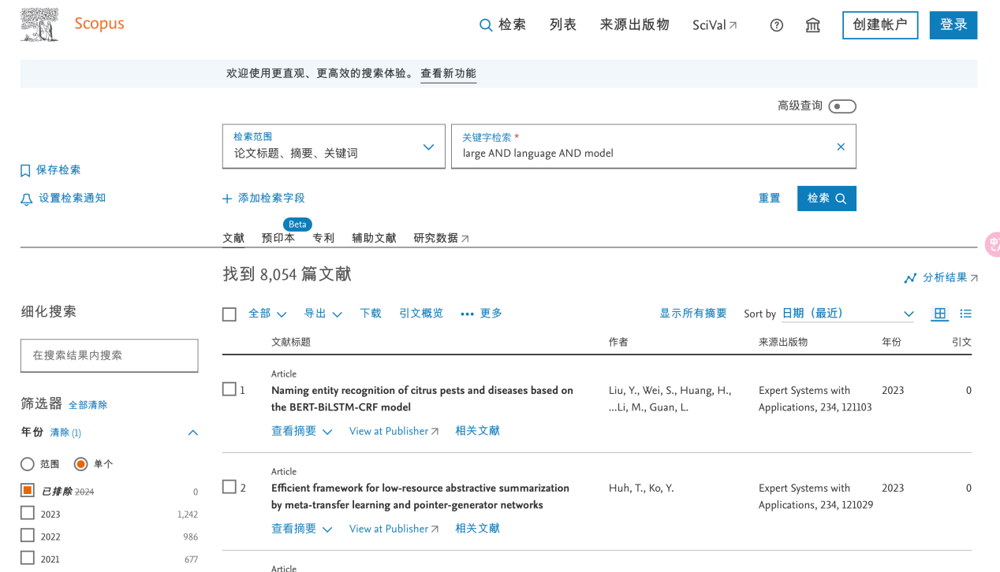 Scopus
检索
列表
来源出版物
SciVal
创建帐户
登录
欢迎使用更直观、更高效的搜索体验。 查看新功能
高级查询
检索范围
论文标题、摘要、关键词
关键字检索 *
large AND language AND model
保存检索
设置检索通知
添加检索字段
重置
检索
Beta
文献 预印本 专利 辅助文献 研究数据
找到 8,054 篇文献
分析结果
细化搜索
在搜索结果内搜索
筛选器 全部清除
年份 清除 (1)
范围 单个
已排除 2024 0
2023 1,242
2022 986
2021 677
全部 导出 下载 引文概览 更多 显示所有摘要 Sort by 日期（最近）
文献标题 作者 来源出版物 年份 引文
Article
1 Naming entity recognition of citrus pests and diseases based on Liu, Y., Wei, S., Huang, H., Expert Systems with 2023 0
the BERT-BiLSTM-CRF model ...Li, M., Guan, L. Applications, 234, 121103
查看摘要 View at Publisher 相关文献
Article
2 Efficient framework for low-resource abstractive summarization Huh, T., Ko, Y. Expert Systems with 2023 0
by meta-transfer learning and pointer-generator networks Applications, 234, 121029
查看摘要 View at Publisher 相关文献
Article